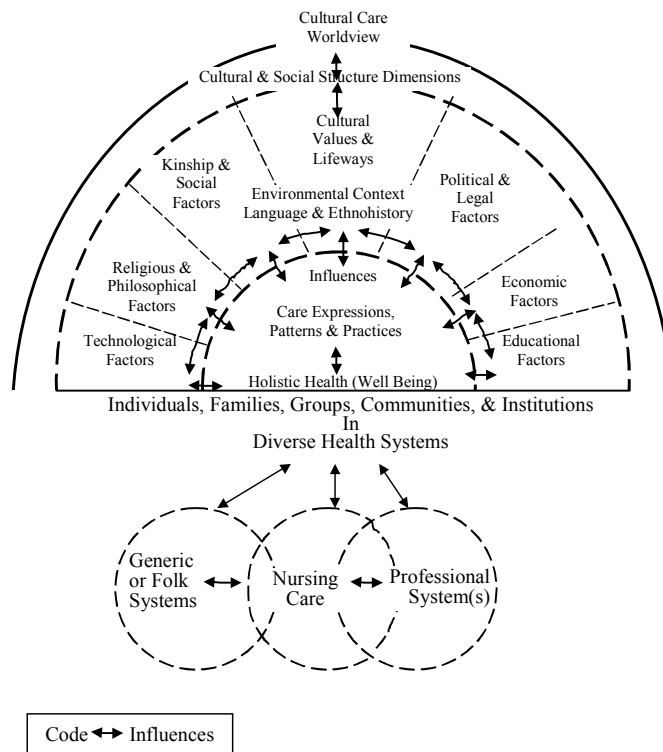 Cultural Care
Worldview
Cultural & Social Structure Dimensions
Cultural
Values &
Lifeways
Kinship &
Social
Factors
Political &
Legal
Factors
Environmental Context
Language & Ethnohistory
Religious &
Philosophical
Factors
Influences
Economic
Factors
Technological
Factors
Care Expressions,
Patterns & Practices
Educational
Factors
Holistic Health (Well Being)
Individuals, Families, Groups, Communities, & Institutions
In
Diverse Health Systems
Generic
or Folk
Systems
Nursing
Care
Professional
System(s)
Code Influences